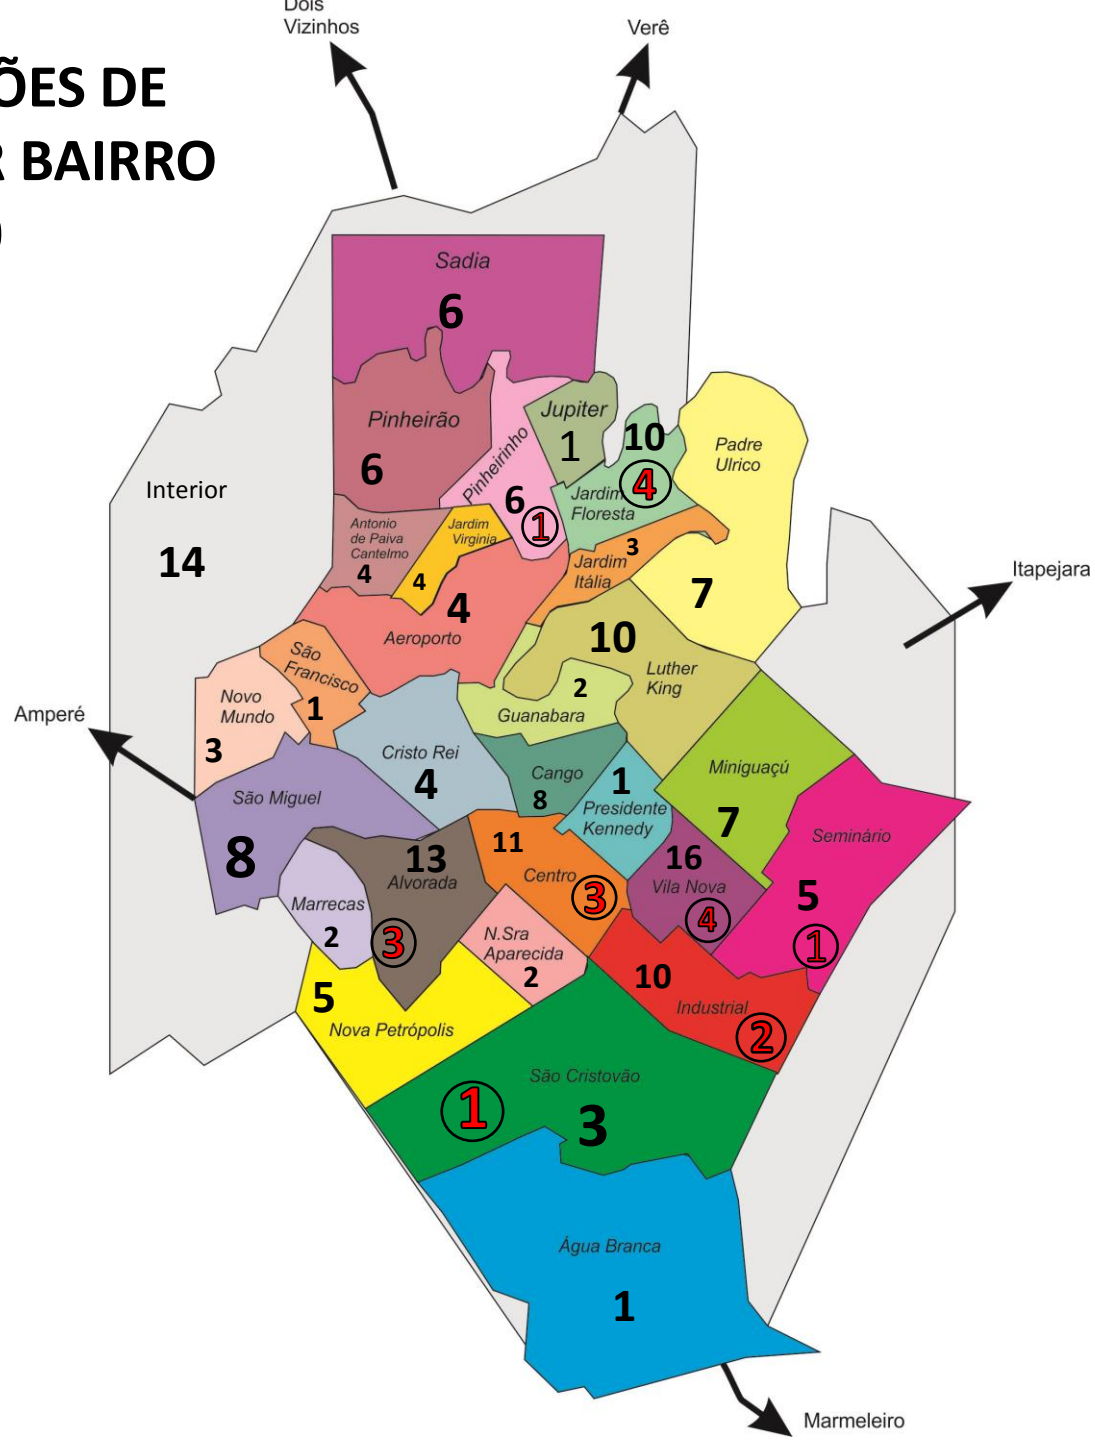 Dois
Vizinhos
Verê
ÕES DE
R BAIRRO
)
Sadia
6
Pinheirão
6
Pinheirinho
6
1
Jupiter
1
10
4
Jardim
Floresta
Padre
Ulrico
7
Interior
14
Antonio
de Paiva
Cantelmo
4
Jardim
Virginia
4
3
Jardim
Itália
4
Aeroporto
10
Luther
King
Itapejara
São
Francisco
1
Novo
Mundo
3
2
Guanabara
Amperé
Cristo Rei
4
Cango
8
1
Presidente
Kennedy
Miniguaçú
7
São Miguel
8
Seminário
5
1
13
Alvorada
3
11
Centro
3
16
Vila Nova
4
Marrecas
2
N.Sra
Aparecida
2
10
Industrial
2
5
Nova Petrópolis
São Cristovão
1
3
Água Branca
1
Marmeleiro